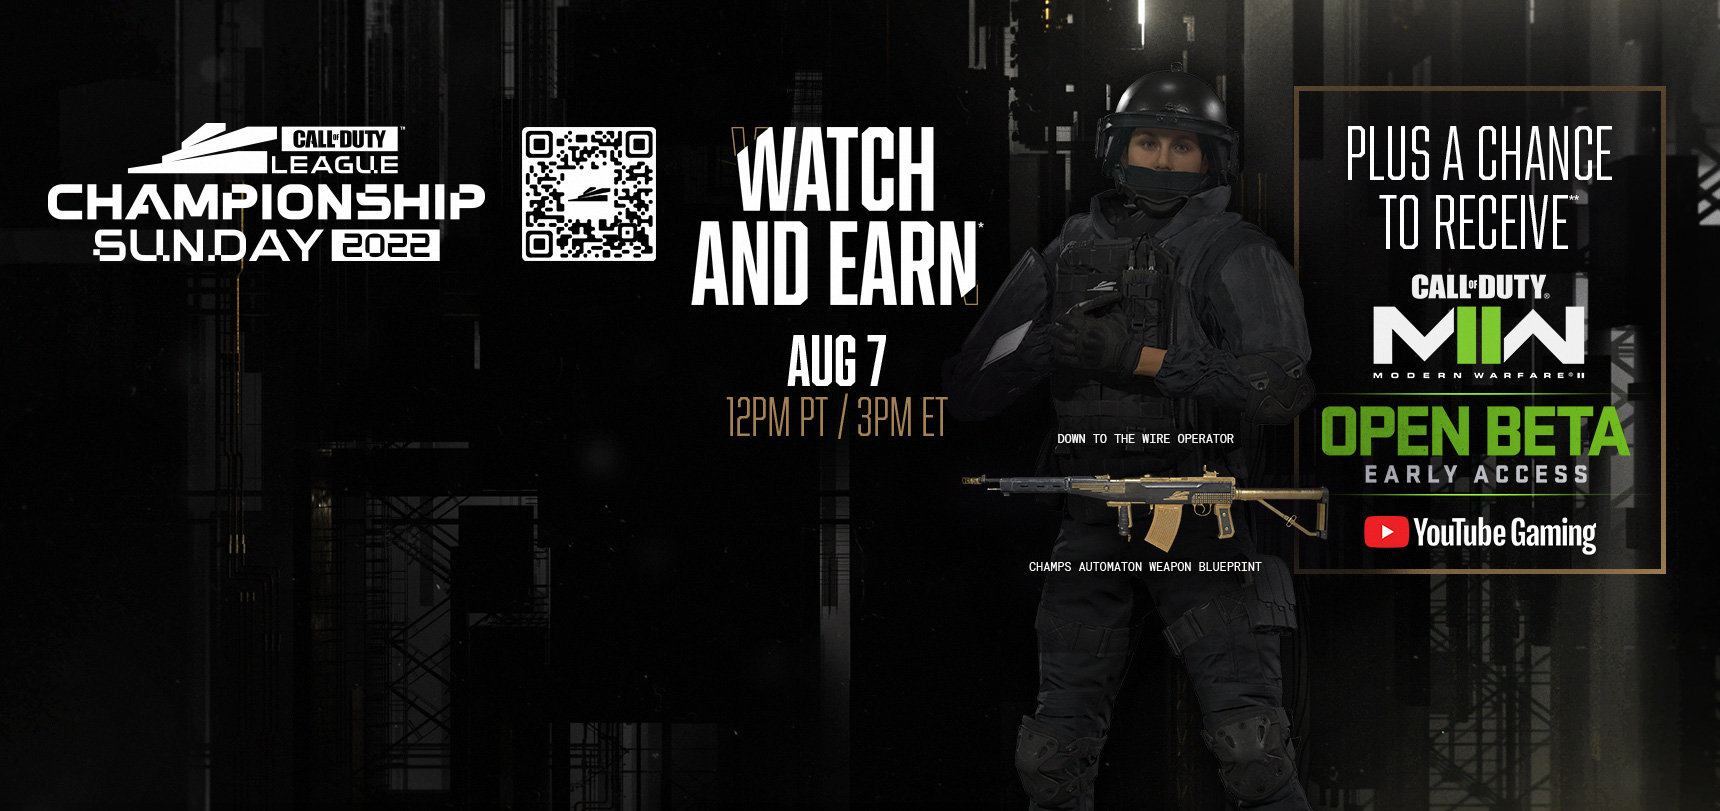 CALL OF DUTY™
LEAGUE
CHAMPIONSHIP
SUNDAY 2022
WATCH
AND EARN*
AUG 7
12PM PT / 3PM ET
DOWN TO THE WIRE OPERATOR
CHAMPS AUTOMATON WEAPON BLUEPRINT
PLUS A CHANCE
TO RECEIVE**
CALL OF DUTY®
MWII
MODERN WARFARE® II
OPEN BETA
EARLY ACCESS
YouTube Gaming